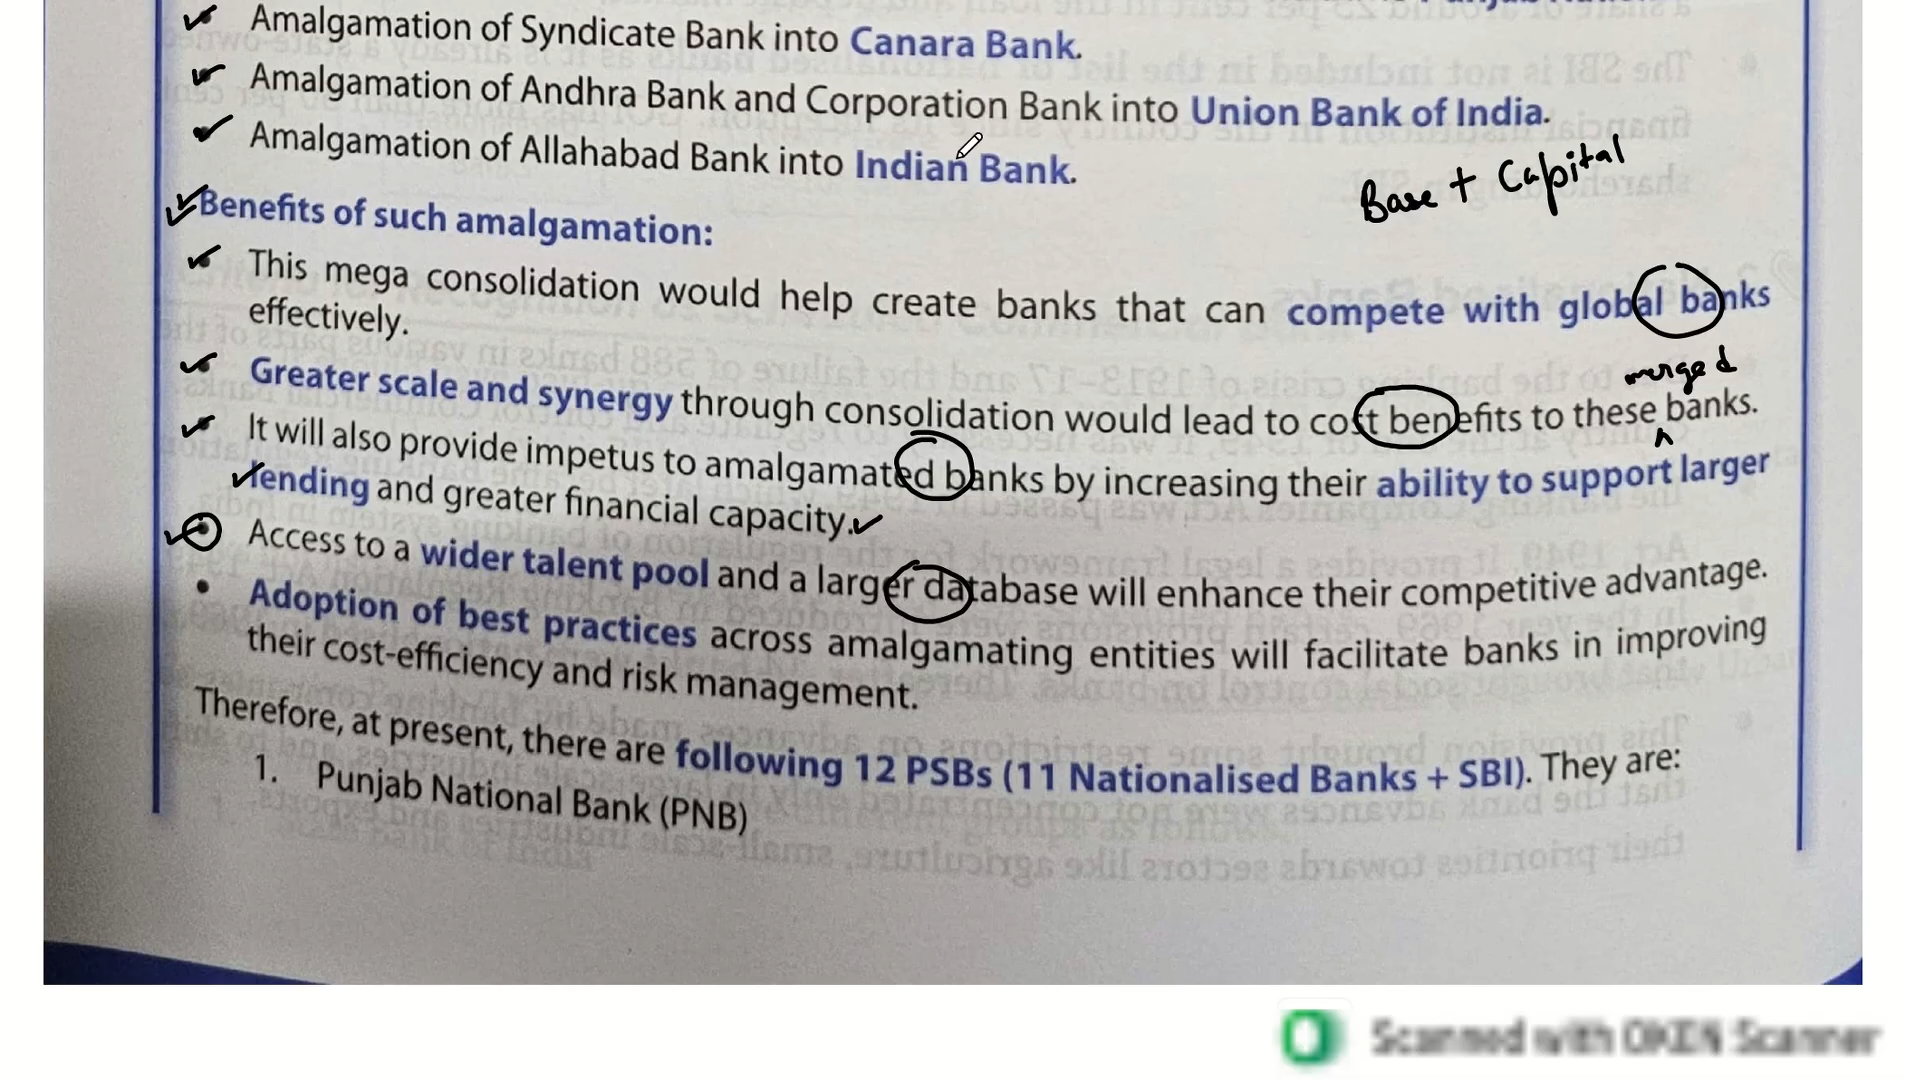 Amalgamation of Syndicate Bank into Canara Bank.
Amalgamation of Andhra Bank and Corporation Bank into Union Bank of India.
Amalgamation of Allahabad Bank into Indian Bank.
Base + Capital
Benefits of such amalgamation:
This mega consolidation would help create banks that can compete with global banks
effectively.
merged
Greater scale and synergy through consolidation would lead to cost benefits to these banks.
It will also provide impetus to amalgamated banks by increasing their ability to support larger
lending and greater financial capacity.
Access to a wider talent pool and a larger database will enhance their competitive advantage.
• Adoption of best practices across amalgamating entities will facilitate banks in improving
their cost-efficiency and risk management.
Therefore, at present, there are following 12 PSBs (11 Nationalised Banks + SBI). They are:
1. Punjab National Bank (PNB)
Scanned with OKEN Scanner